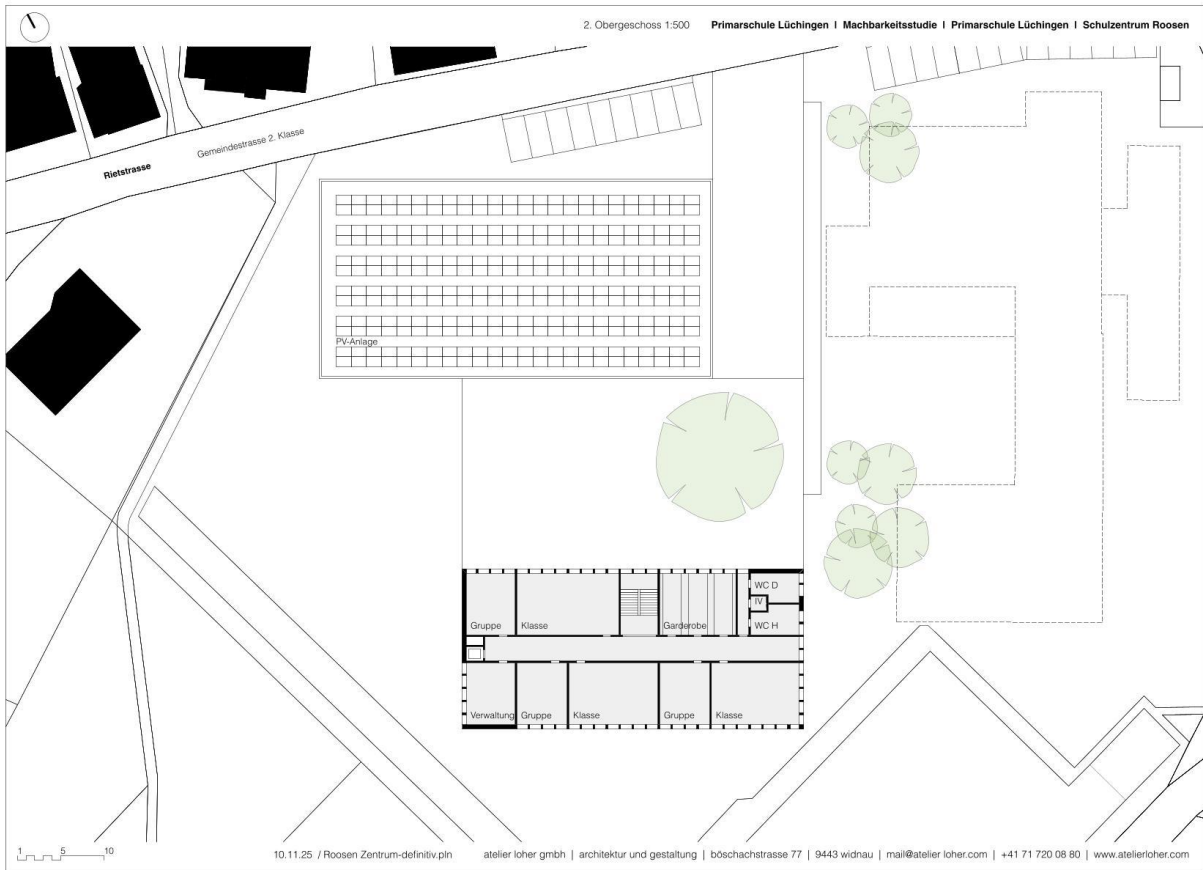 2. Obergeschoss 1:500 Primarschule Lüchingen I Machbarkeitsstudie I Primarschule Lüchingen I Schulzentrum Roosen
Rietstrasse Gemeindestrasse 2. Klasse
PV-Anlage
WC D
IV
Gruppe Klasse Garderobe WC H
Verwaltung Gruppe Klasse Gruppe Klasse
1 5 10
10.11.25 / Roosen Zentrum-definitiv.pln atelier loher gmbh | architektur und gestaltung | böschachstrasse 77 | 9443 widnau | mail@atelier loher.com | +41 71 720 08 80 | www.atelierloher.com